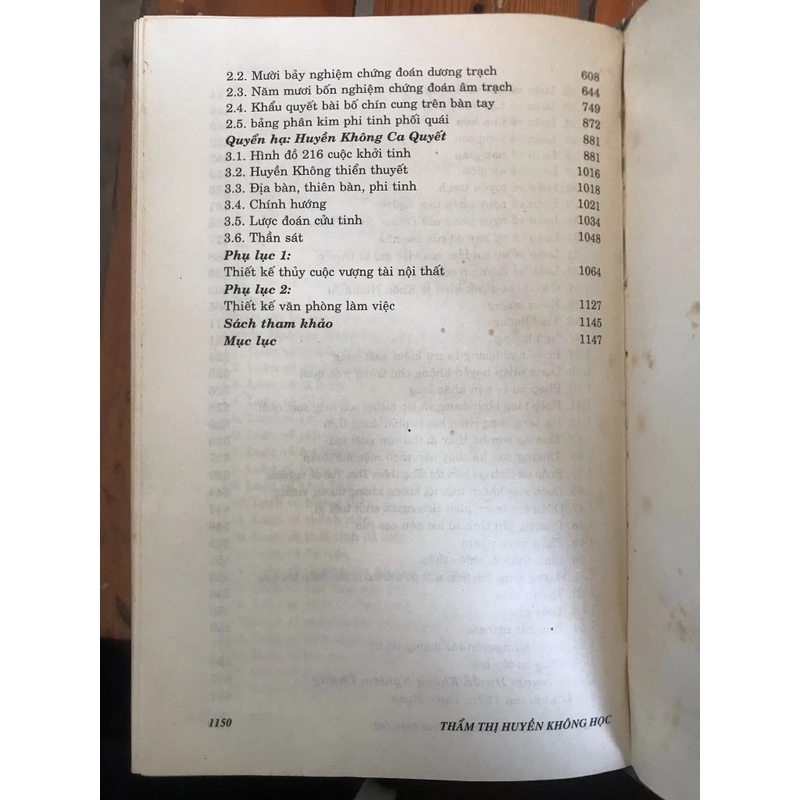 2.2. Mười bảy nghiệm chứng đoán dương trạch 608
2.3. Năm mươi bốn nghiệm chứng đoán âm trạch 644
2.4. Khẩu quyết bài bố chín cung trên bàn tay 749
2.5. bảng phân kim phi tinh phối quái 872
Quyển hạ: Huyền Không Ca Quyết 881
3.1. Hình đồ 216 cuộc khởi tinh 881
3.2. Huyền Không thiển thuyết 1016
3.3. Địa bàn, thiên bàn, phi tinh 1018
3.4. Chính hướng 1021
3.5. Lược đoán cửu tinh 1034
3.6. Thần sát 1048
Phụ lục 1:
Thiết kế thủy cuộc vượng tài nội thất 1064
Phụ lục 2:
Thiết kế văn phòng làm việc 1127
Sách tham khảo 1145
Mục lục 1147
1150 THẨM THỊ HUYỀN KHÔNG HỌC